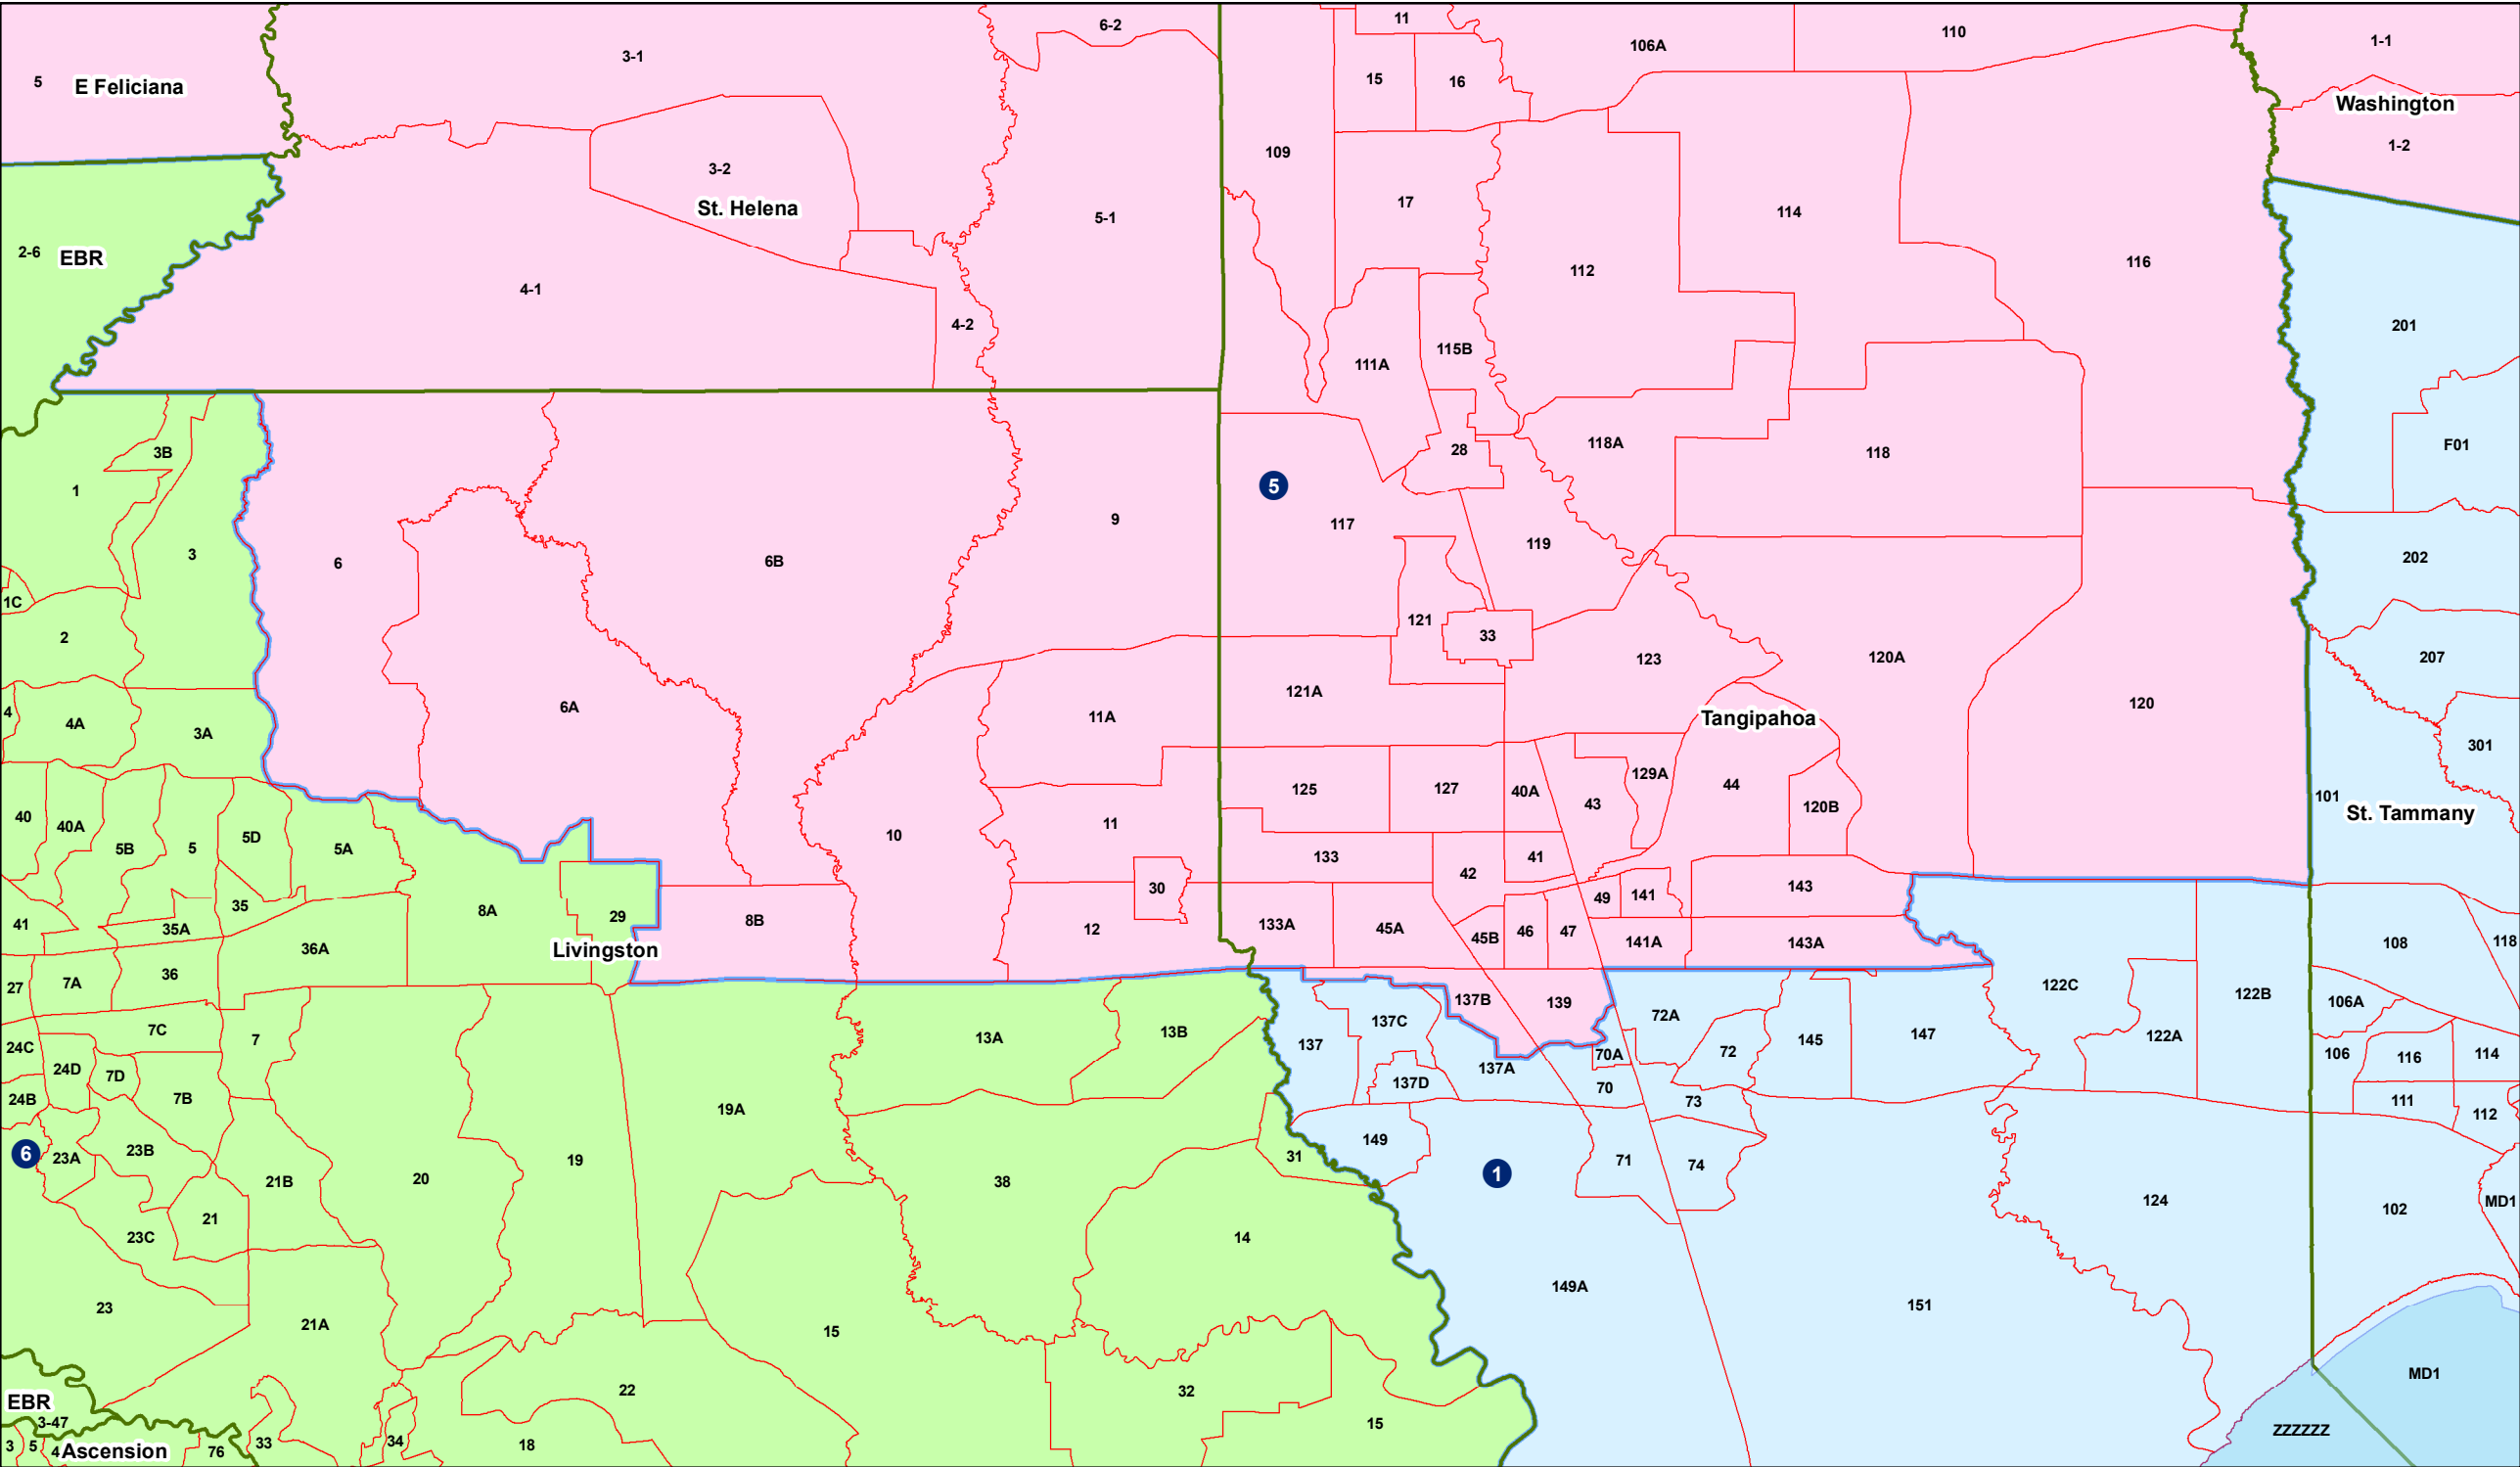 6-2
11
3-1
106A
110
1-1
5
E Feliciana
15
16
Washington
109
1-2
3-2
St. Helena
17
5-1
114
2-6
EBR
112
116
4-1
4-2
201
115B
111A
3B
28
118A
118
F01
1
5
9
117
3
6
6B
119
202
1C
2
121
33
123
120A
207
121A
6A
11A
Tangipahoa
120
4
4A
3A
301
129A
44
125
127
40A
43
120B
101
St. Tammany
40
40A
5B
5
5D
5A
10
11
133
41
42
30
143
49
141
35
8A
29
8B
41
35A
12
133A
45A
45B
46
47
141A
143A
108
118
36A
Livingston
27
7A
36
122C
122B
137B
139
106A
72A
137C
7C
7
13A
13B
137
145
147
122A
24C
70A
72
106
116
114
24D
7D
137A
137D
70
24B
7B
19A
73
111
112
149
23A
23B
6
31
1
71
74
19
20
21B
38
124
MD1
102
21
23C
14
149A
23
21A
15
151
MD1
22
32
EBR
3-47
15
ZZZZZZ
3
5
4
Ascension
76
33
34
18